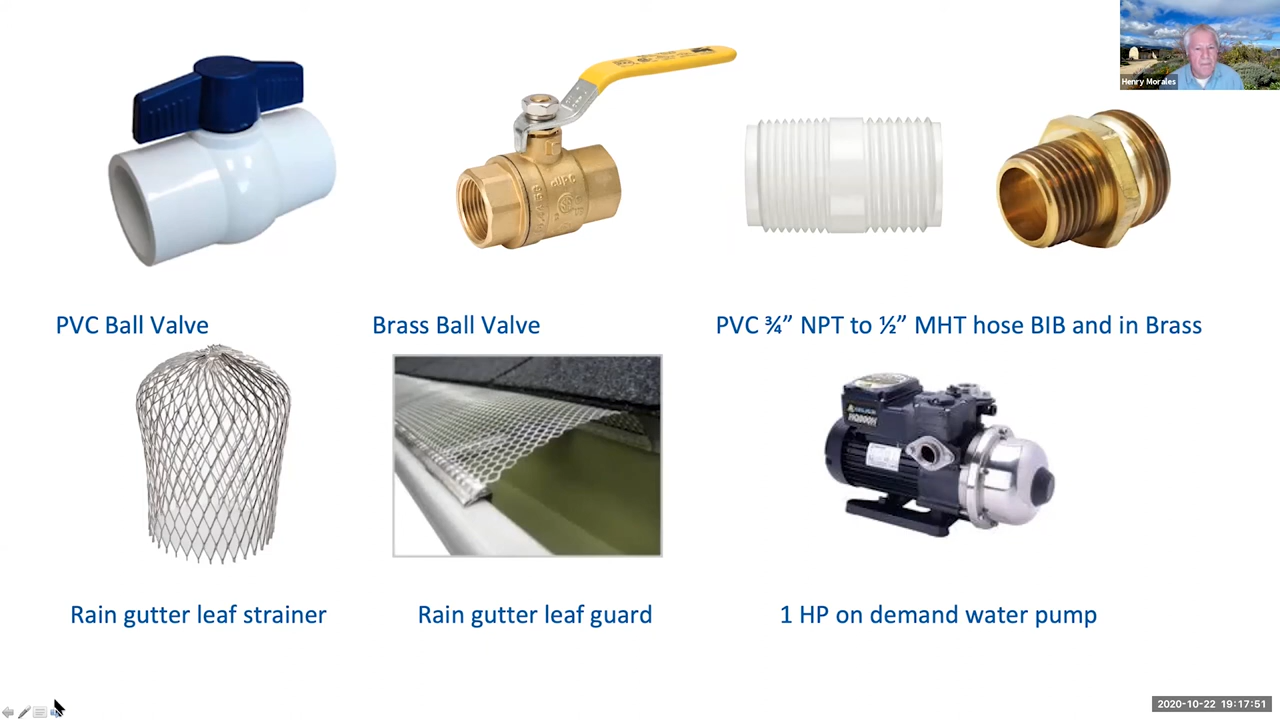 Henry Morales
PVC Ball Valve
Brass Ball Valve
PVC ¾” NPT to ½” MHT hose BIB and in Brass
Rain gutter leaf strainer
Rain gutter leaf guard
1 HP on demand water pump
2020-10-22 19:17:51